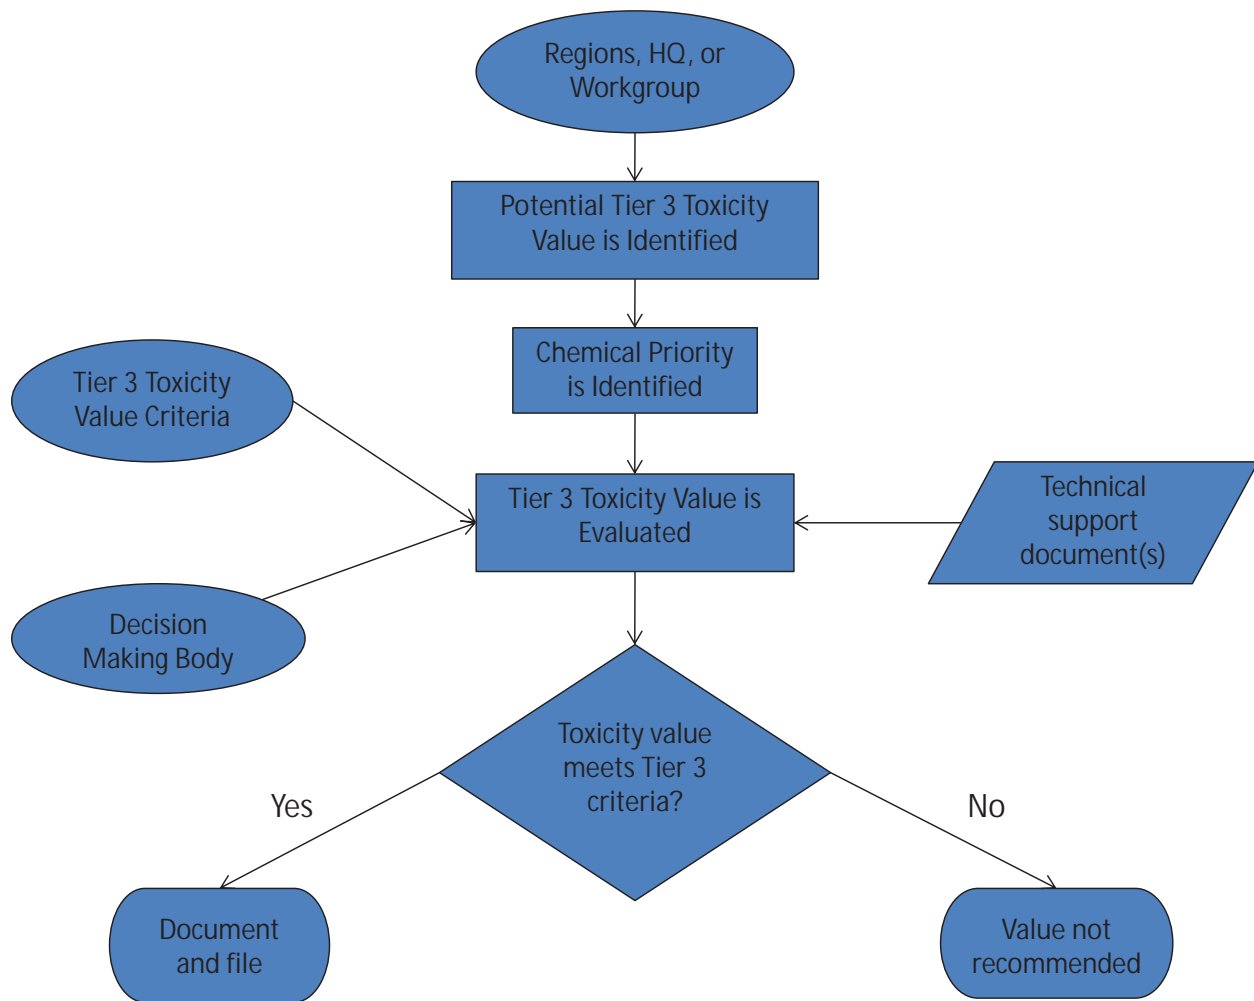 Regions, HQ, or
Workgroup
Potential Tier 3 Toxicity
Value is Identified
Chemical Priority
is Identified
Tier 3 Toxicity
Value Criteria
Tier 3 Toxicity Value is
Evaluated
Technical
support
document(s)
Decision
Making Body
Toxicity value
meets Tier 3
criteria?
Yes
No
Document
and file
Value not
recommended